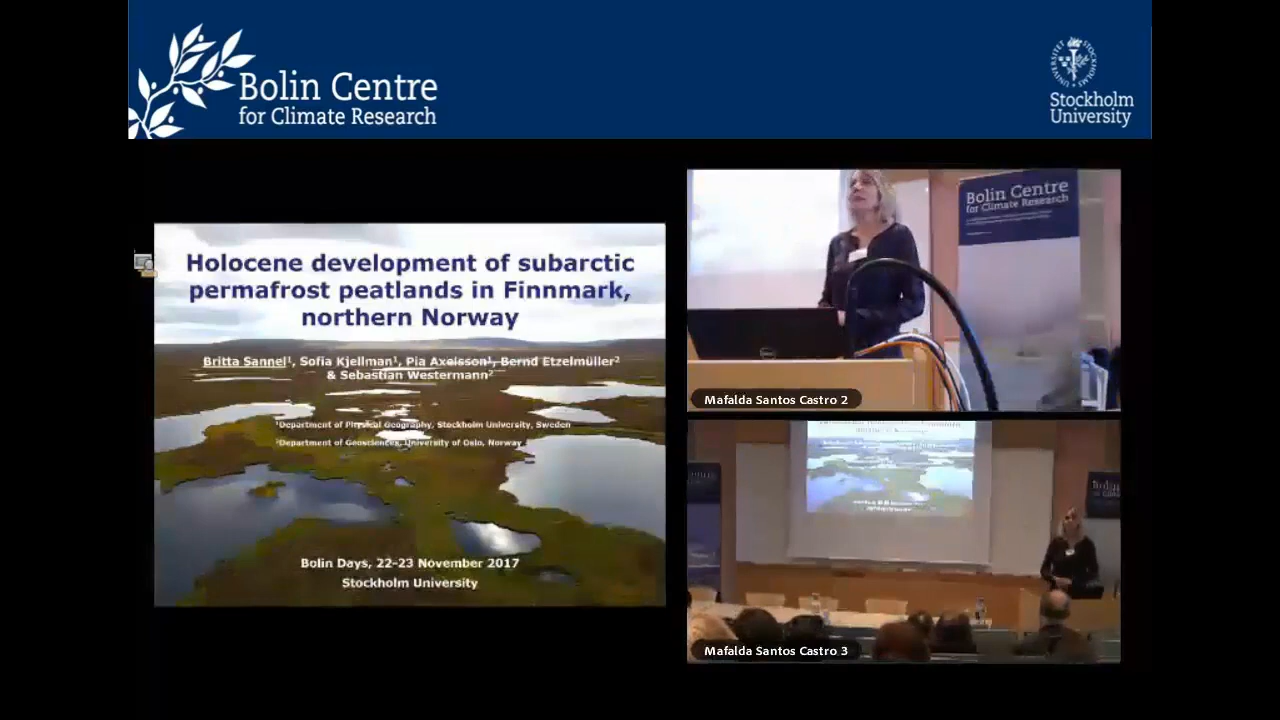 Bolin Centre
for Climate Research
Stockholm
University
Holocene development of subarctic
permafrost peatlands in Finnmark,
northern Norway
Britta Sannel¹, Sofia Kjellman¹, Pia Axelsson¹, Bernd Etzelmüller²
& Sebastian Westermann²
¹Department of Physical Geography, Stockholm University, Sweden
²Department of Geosciences, University of Oslo, Norway
Bolin Days, 22-23 November 2017
Stockholm University
Bolin Centre
for Climate Research
Mafalda Santos Castro 2
Mafalda Santos Castro 3